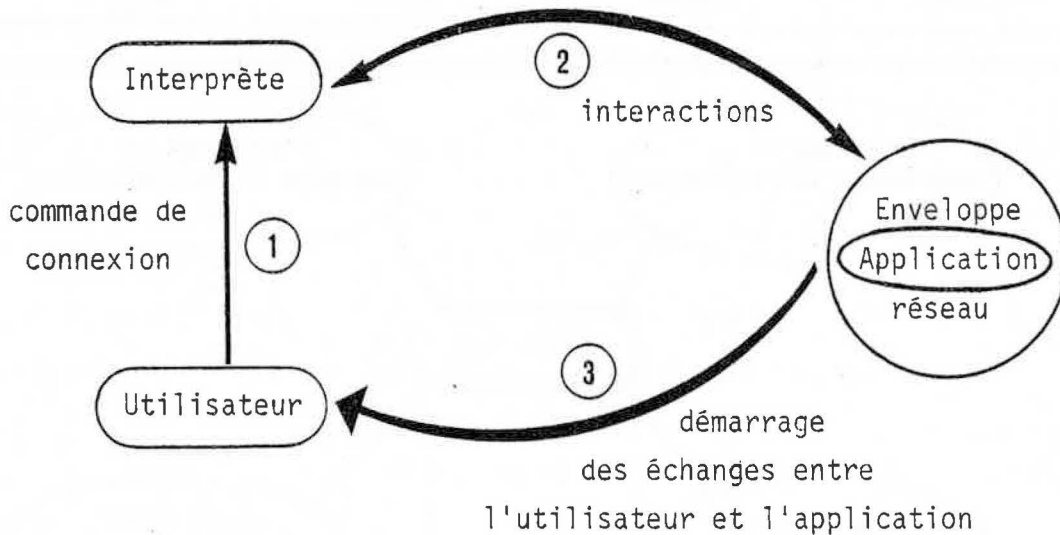 Interprète
2
interactions
commande de
connexion
1
Enveloppe
Application
réseau
Utilisateur
3
démarrage
des échanges entre
l'utilisateur et l'application